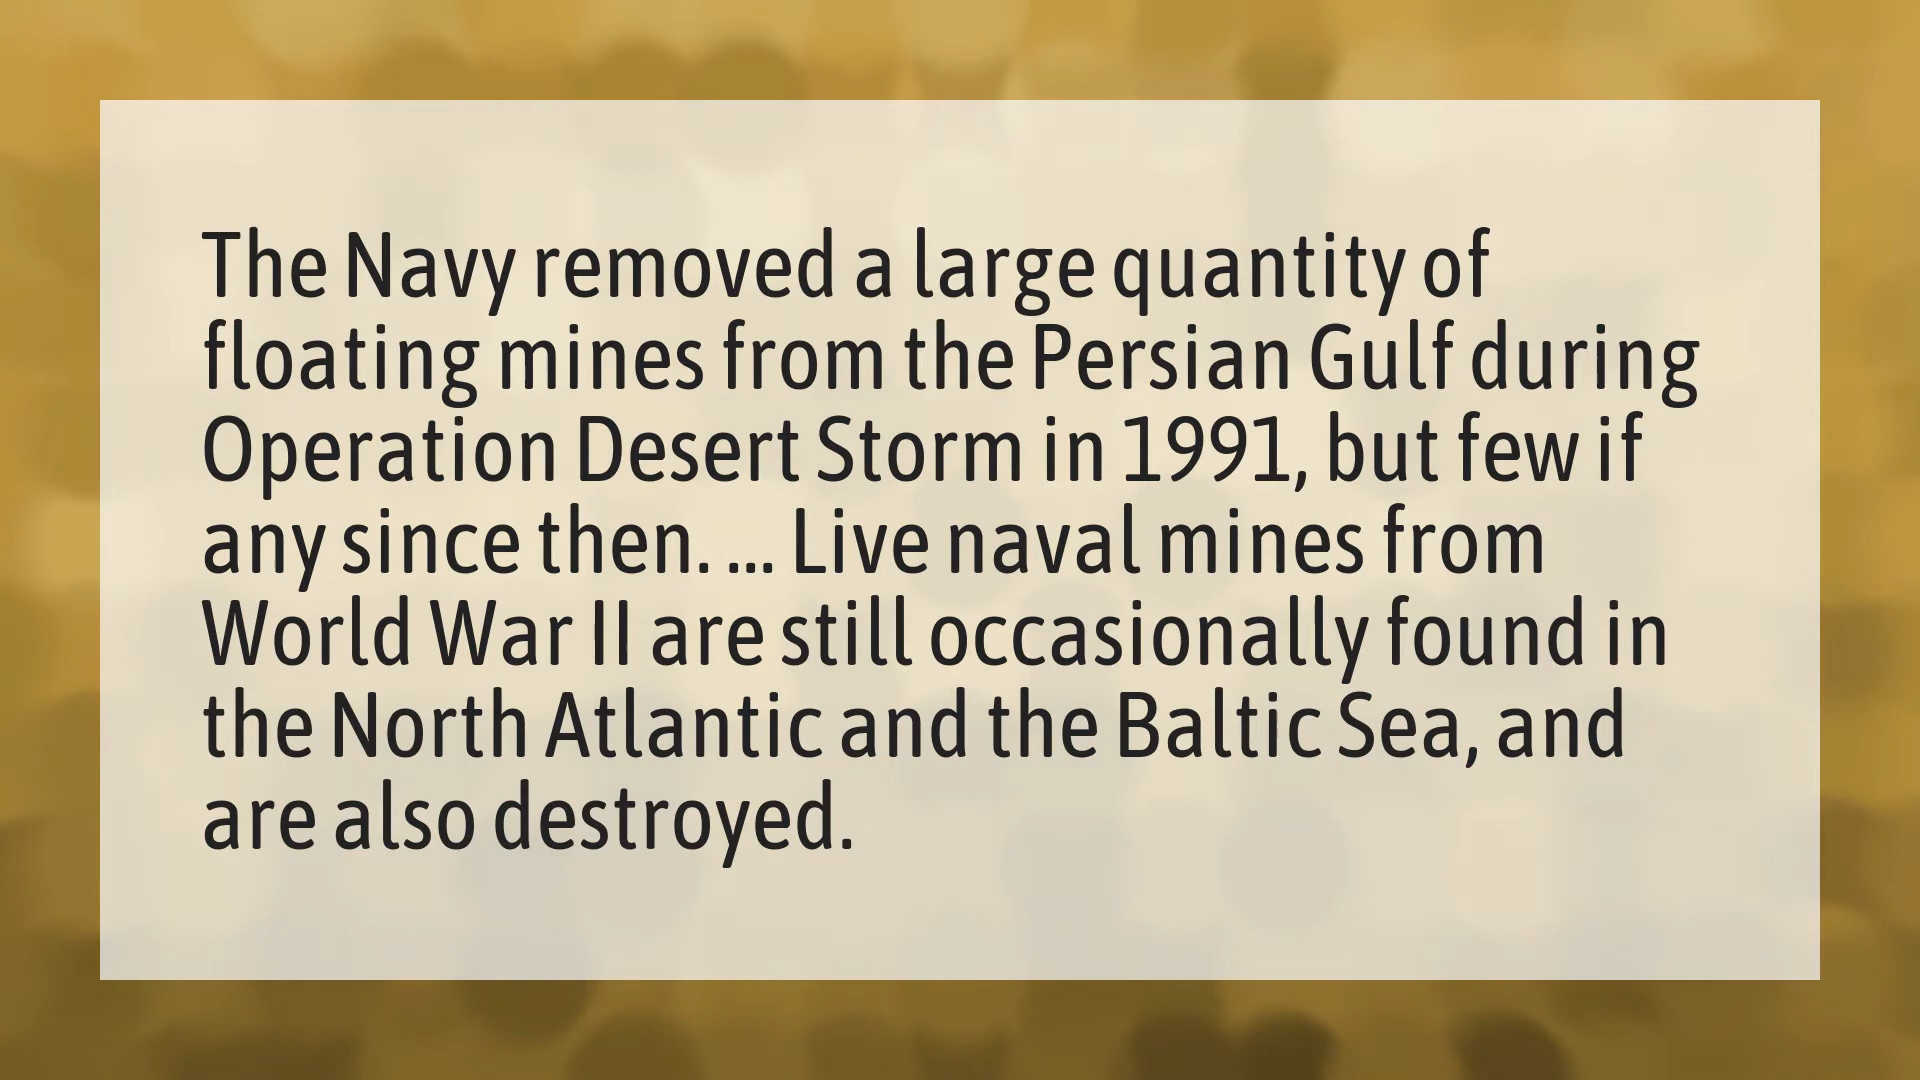 The Navy removed a large quantity of
floating mines from the Persian Gulf during
Operation Desert Storm in 1991, but few if
any since then. ... Live naval mines from
World War II are still occasionally found in
the North Atlantic and the Baltic Sea, and
are also destroyed.